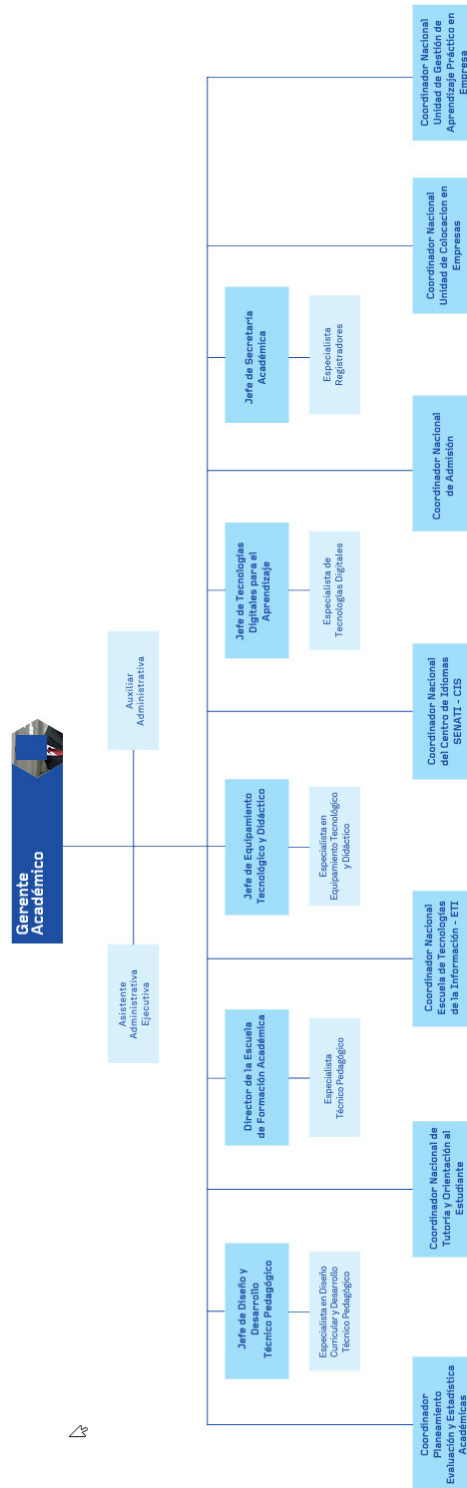 Gerente
Académico
Asistente
Administrativa
Ejecutiva
Auxiliar
Administrativa
Jefe de Diseño y
Desarrollo
Técnico Pedagógico
Director de la Escuela
de Formación Académica
Jefe de Equipamiento
Tecnológico y Didáctico
Jefe de Tecnologías
Digitales para el
Aprendizaje
Jefe de Secretaría
Académica
Especialista en Diseño
Curricular y Desarrollo
Técnico Pedagógico
Especialista
Técnico Pedagógico
Especialista en
Equipamiento Tecnológico
y Didáctico
Especialista de
Tecnologías Digitales
Especialista
Registradores
Coordinador
Planeamiento
Evaluación y Estadística
Académicas
Coordinador Nacional de
Tutoría y Orientación al
Estudiante
Coordinador Nacional
Escuela de Tecnologías
de la Información - ETI
Coordinador Nacional
del Centro de Idiomas
SENATI - CIS
Coordinador Nacional
de Admisión
Coordinador Nacional
Unidad de Colocacion en
Empresas
Coordinador Nacional
Unidad de Gestión de
Aprendizaje Práctico en
Empresa